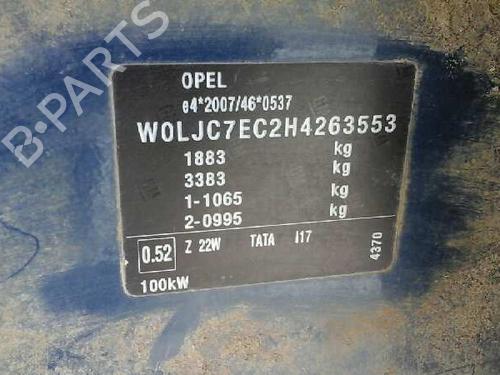 OPEL
e4*2007/46*0537
W0LJC7EC2H4263553
1883 kg
3383 kg
1-1065 kg
2-0995 kg
0.52 Z 22W TATA I17
4370
100kW